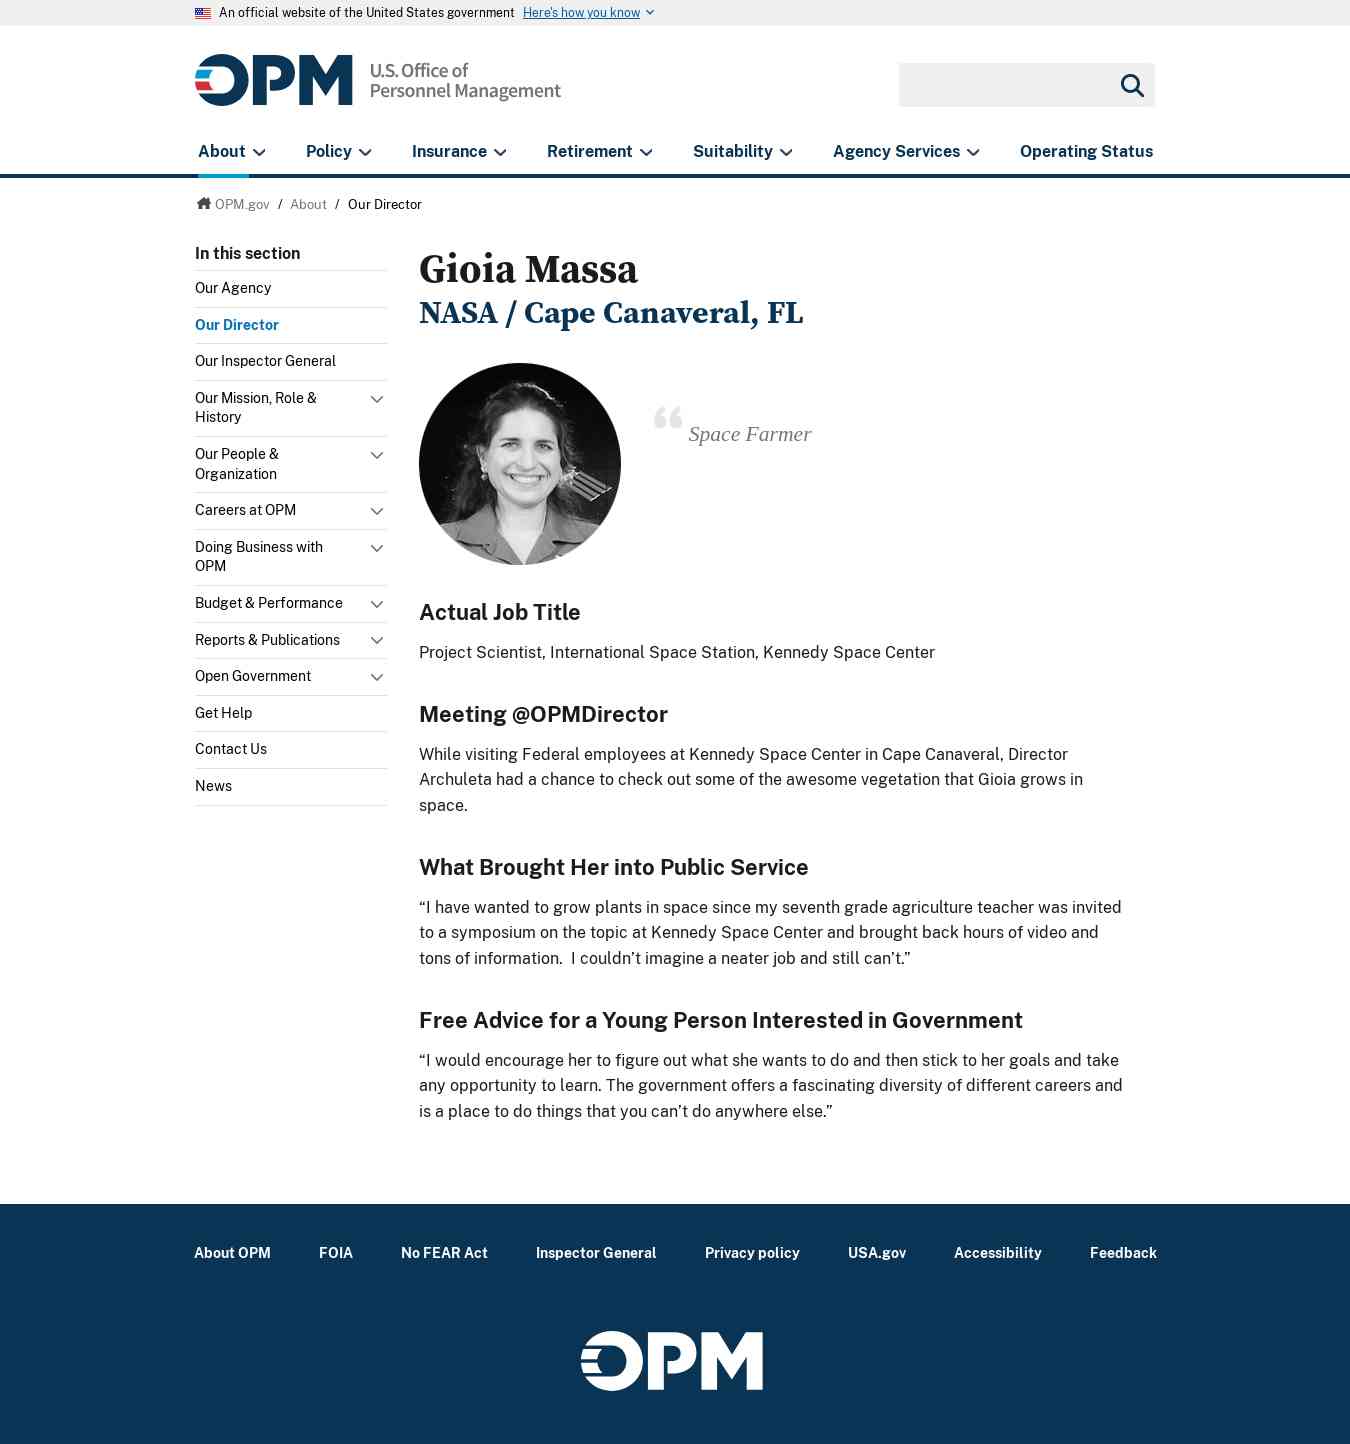 An official website of the United States government Here's how you know
OPM U.S. Office of
Personnel Management
About Policy Insurance Retirement Suitability Agency Services Operating Status
OPM.gov / About / Our Director
In this section
Our Agency
Our Director
Our Inspector General
Our Mission, Role &
History
Our People &
Organization
Careers at OPM
Doing Business with
OPM
Budget & Performance
Reports & Publications
Open Government
Get Help
Contact Us
News
Gioia Massa
NASA / Cape Canaveral, FL
“ Space Farmer
Actual Job Title
Project Scientist, International Space Station, Kennedy Space Center
Meeting @OPMDirector
While visiting Federal employees at Kennedy Space Center in Cape Canaveral, Director
Archuleta had a chance to check out some of the awesome vegetation that Gioia grows in
space.
What Brought Her into Public Service
“I have wanted to grow plants in space since my seventh grade agriculture teacher was invited
to a symposium on the topic at Kennedy Space Center and brought back hours of video and
tons of information.  I couldn’t imagine a neater job and still can’t.”
Free Advice for a Young Person Interested in Government
“I would encourage her to figure out what she wants to do and then stick to her goals and take
any opportunity to learn. The government offers a fascinating diversity of different careers and
is a place to do things that you can’t do anywhere else.”
About OPM FOIA No FEAR Act Inspector General Privacy policy USA.gov Accessibility Feedback
OPM